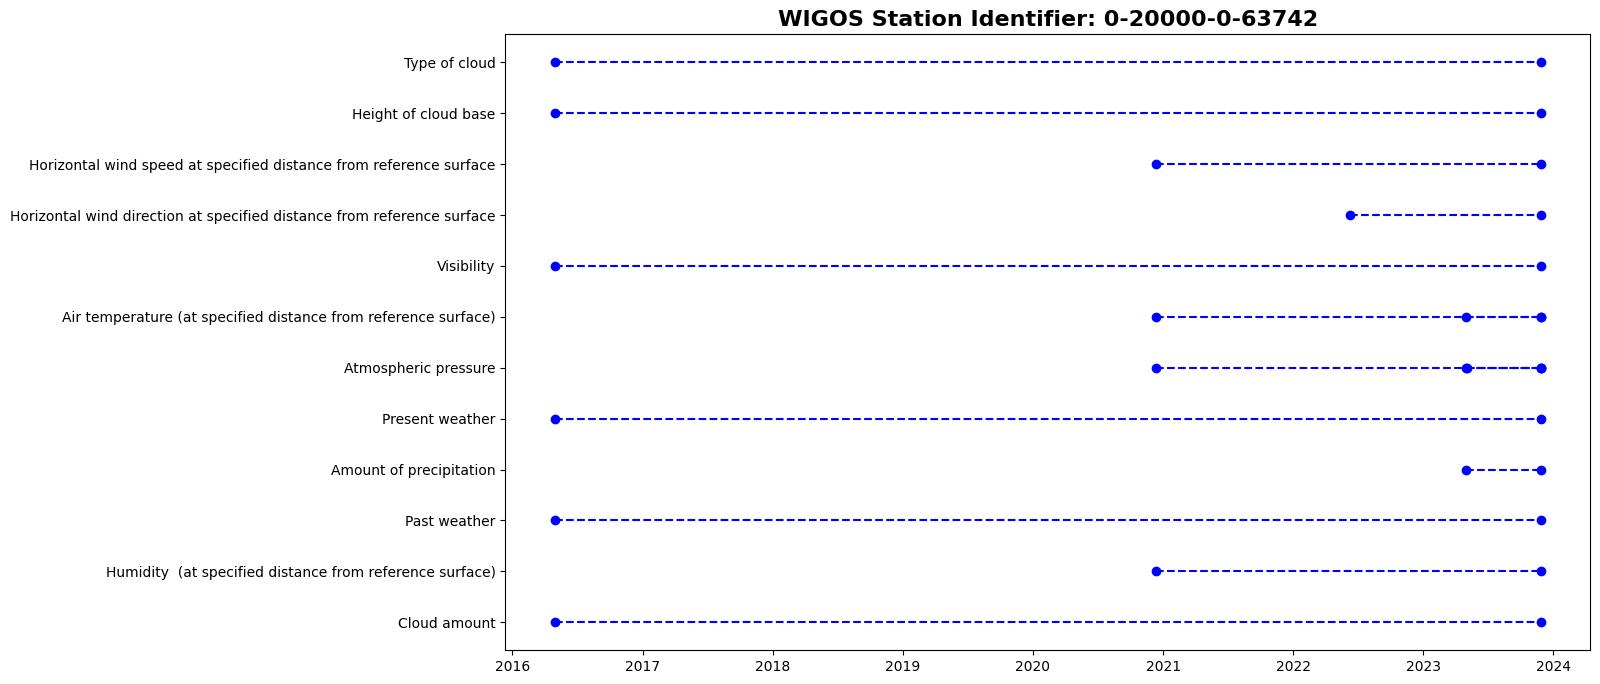 WIGOS Station Identifier: 0-20000-0-63742
Type of cloud
Height of cloud base
Horizontal wind speed at specified distance from reference surface
Horizontal wind direction at specified distance from reference surface
Visibility
Air temperature (at specified distance from reference surface)
Atmospheric pressure
Present weather
Amount of precipitation
Past weather
Humidity  (at specified distance from reference surface)
Cloud amount
2016 2017 2018 2019 2020 2021 2022 2023 2024